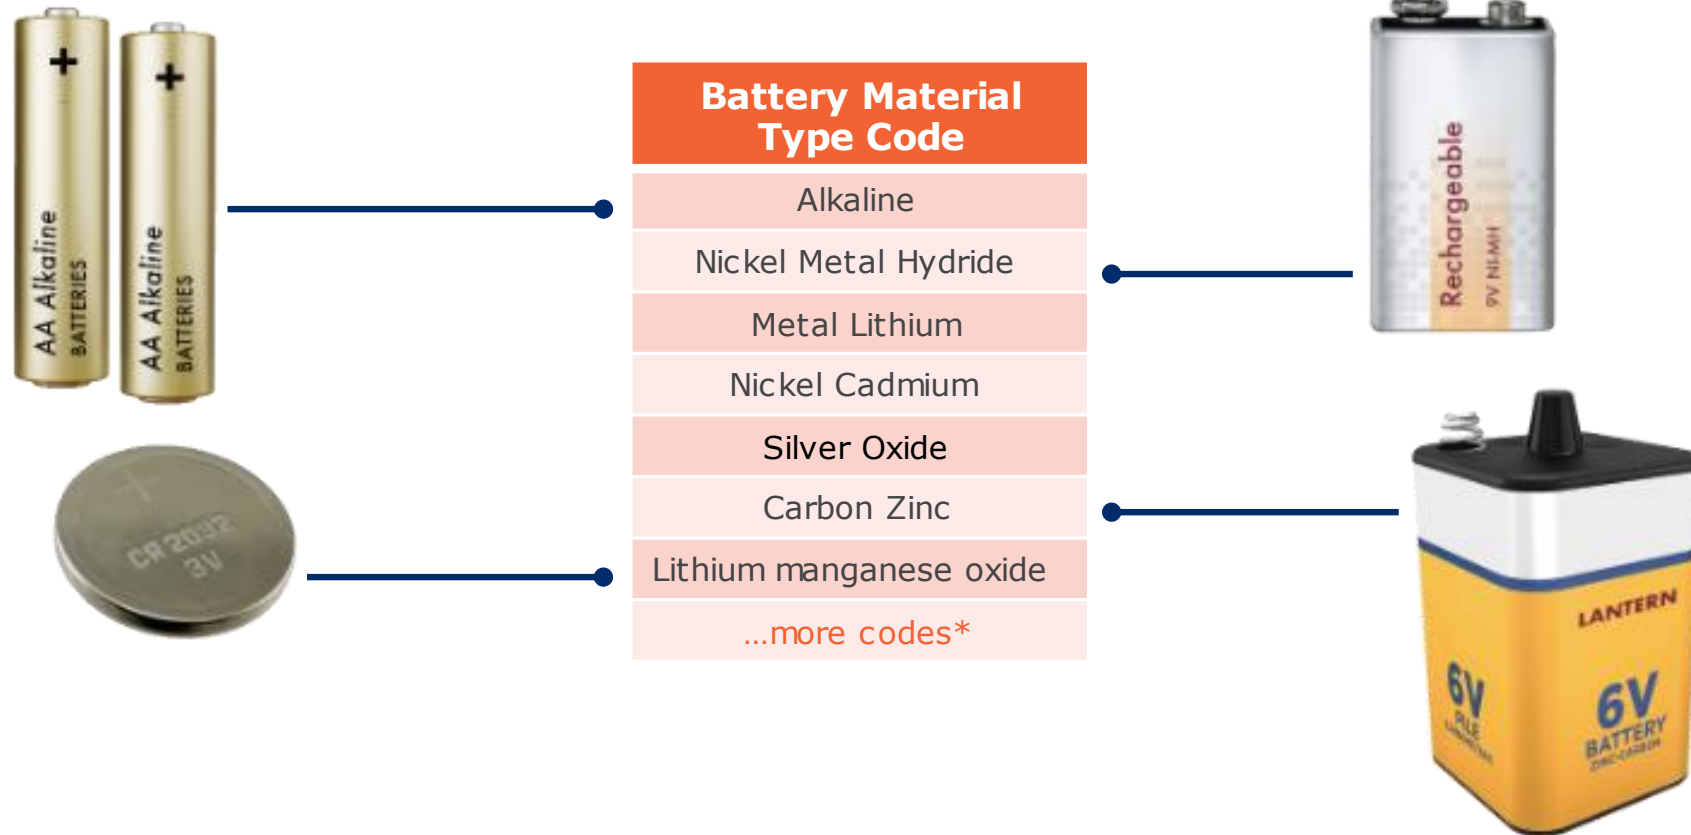 +
AA Alkaline
BATTERIES
+
AA Alkaline
BATTERIES
CR 2032
3V
Battery Material
Type Code
Alkaline
Nickel Metal Hydride
Metal Lithium
Nickel Cadmium
Silver Oxide
Carbon Zinc
Lithium manganese oxide
...more codes*
Rechargeable
9V NI-MH
LANTERN
6V
PILE
6V
BATTERY
ZINC-CARBON